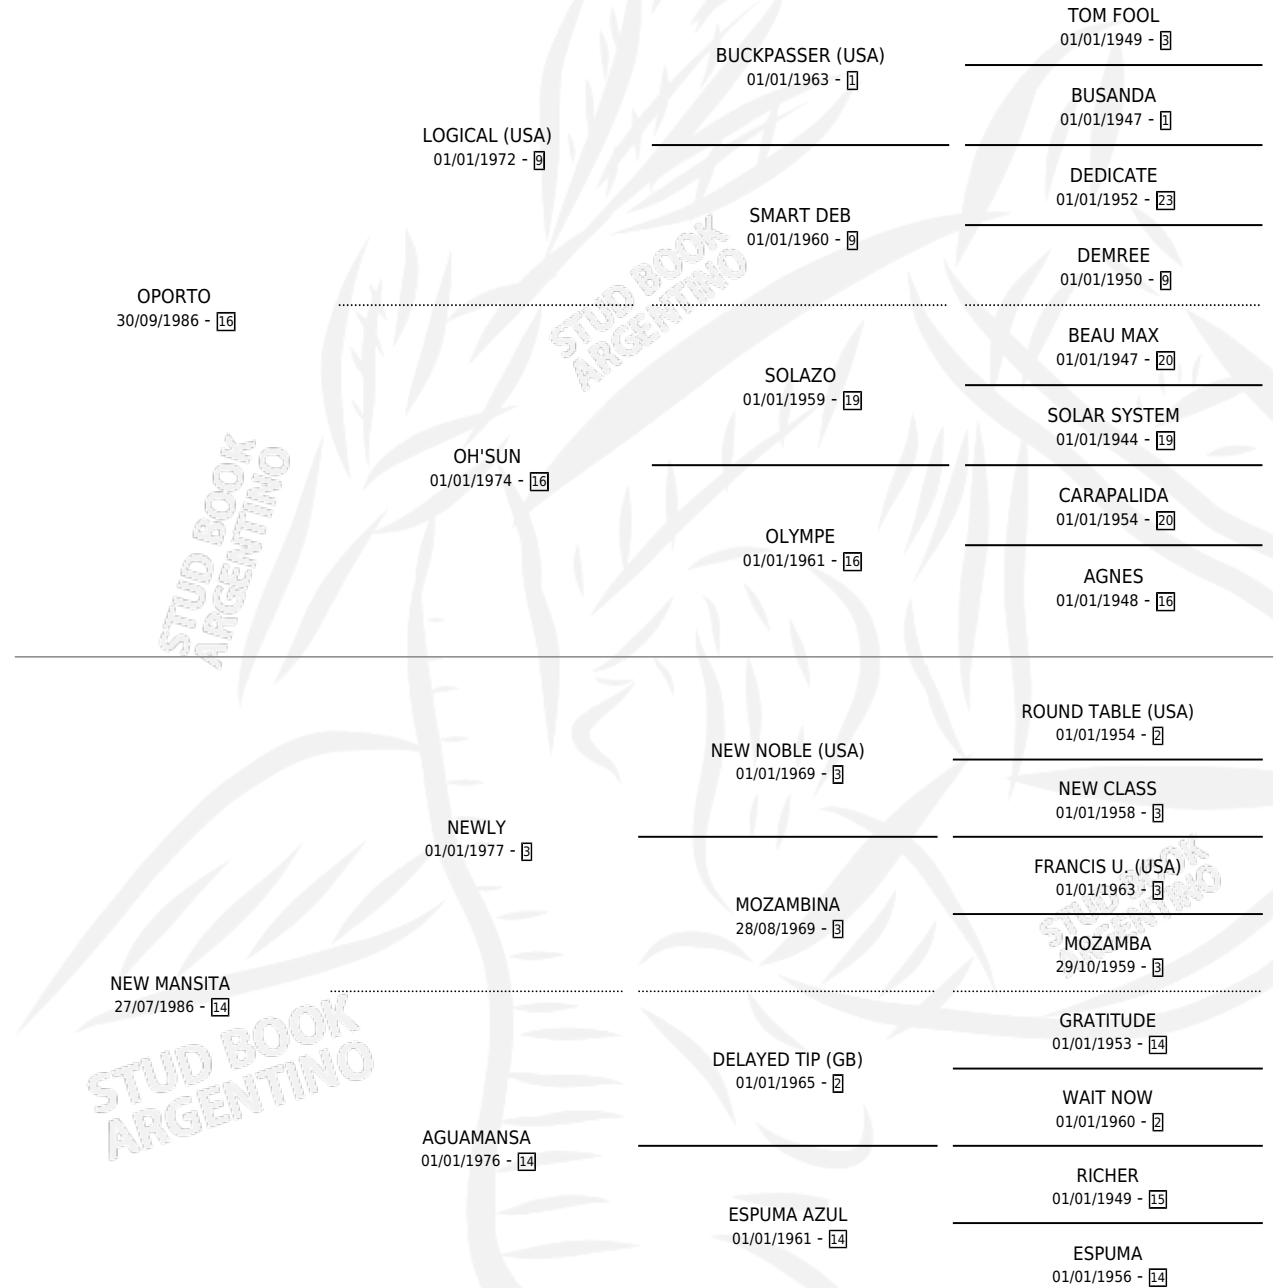 TOM FOOL
01/01/1949 - 3
BUCKPASSER (USA)
01/01/1963 - 1
BUSANDA
01/01/1947 - 1
LOGICAL (USA)
01/01/1972 - 9
DEDICATE
01/01/1952 - 23
SMART DEB
01/01/1960 - 9
DEMREE
01/01/1950 - 9
OPORTO
30/09/1986 - 16
BEAU MAX
01/01/1947 - 20
SOLAZO
01/01/1959 - 19
SOLAR SYSTEM
01/01/1944 - 19
OH'SUN
01/01/1974 - 16
CARAPALIDA
01/01/1954 - 20
OLYMPE
01/01/1961 - 16
AGNES
01/01/1948 - 16
STUD BOOK
ARGENTINO
STUD BOOK
ARGENTINO
ROUND TABLE (USA)
01/01/1954 - 2
NEW NOBLE (USA)
01/01/1969 - 3
NEW CLASS
01/01/1958 - 3
NEWLY
01/01/1977 - 3
FRANCIS U. (USA)
01/01/1963 - 3
MOZAMBINA
28/08/1969 - 3
MOZAMBA
29/10/1959 - 3
NEW MANSITA
27/07/1986 - 14
GRATITUDE
01/01/1953 - 14
DELAYED TIP (GB)
01/01/1965 - 2
WAIT NOW
01/01/1960 - 2
AGUAMANSA
01/01/1976 - 14
RICHER
01/01/1949 - 15
ESPUMA AZUL
01/01/1961 - 14
ESPUMA
01/01/1956 - 14
STUD BOOK
ARGENTINO
STUD BOOK
ARGENTINO